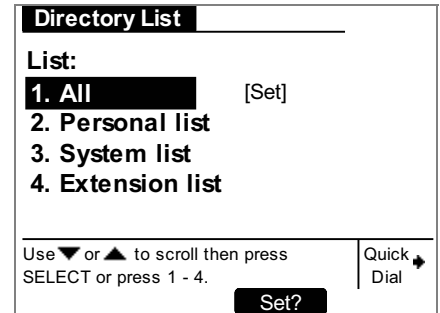 Directory List
List:
1. All [Set]
2. Personal list
3. System list
4. Extension list
Use ▼ or ▲ to scroll then press
SELECT or press 1 - 4.
Quick
Dial
Set?